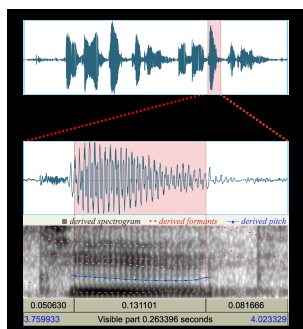 derived spectrogram derived formants derived pitch
0.050630 0.131101 0.081666
3.759933 Visible part 0.263396 seconds 4.023329